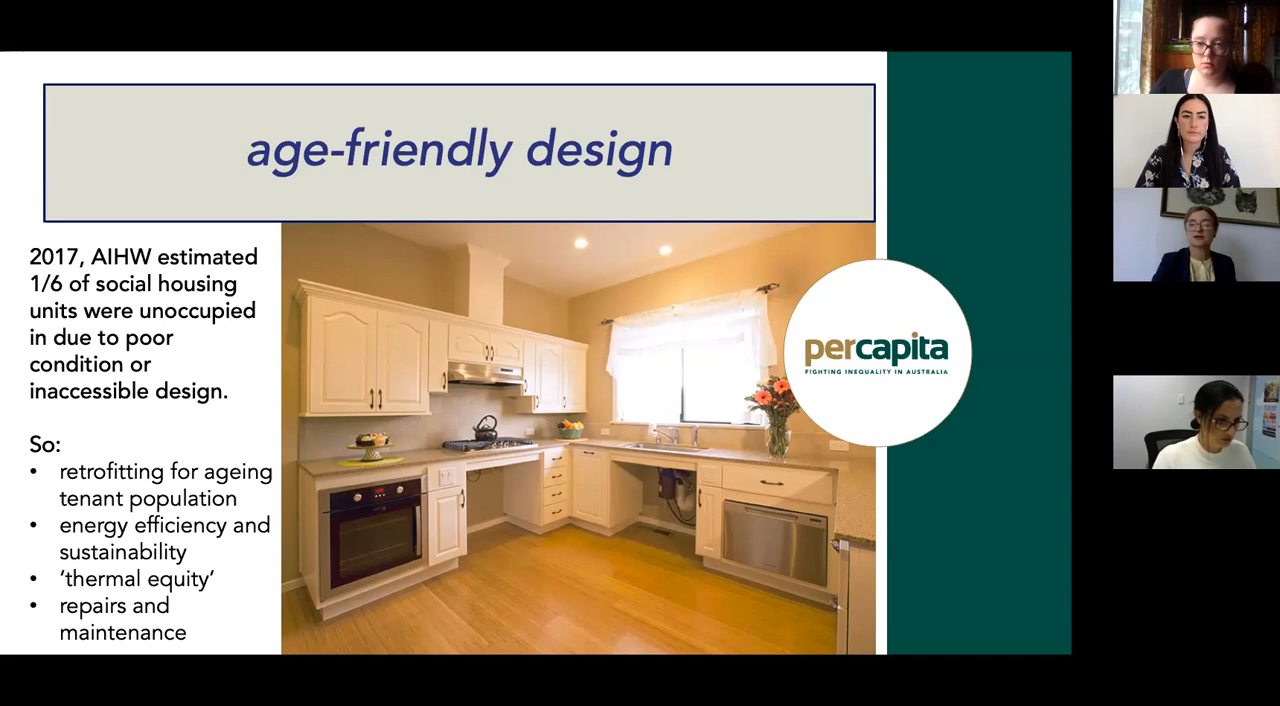 age-friendly design
2017, AIHW estimated
1/6 of social housing
units were unoccupied
in due to poor
condition or
inaccessible design.
So:
• retrofitting for ageing
tenant population
• energy efficiency and
sustainability
• ‘thermal equity’
• repairs and
maintenance
percapita
FIGHTING INEQUALITY IN AUSTRALIA